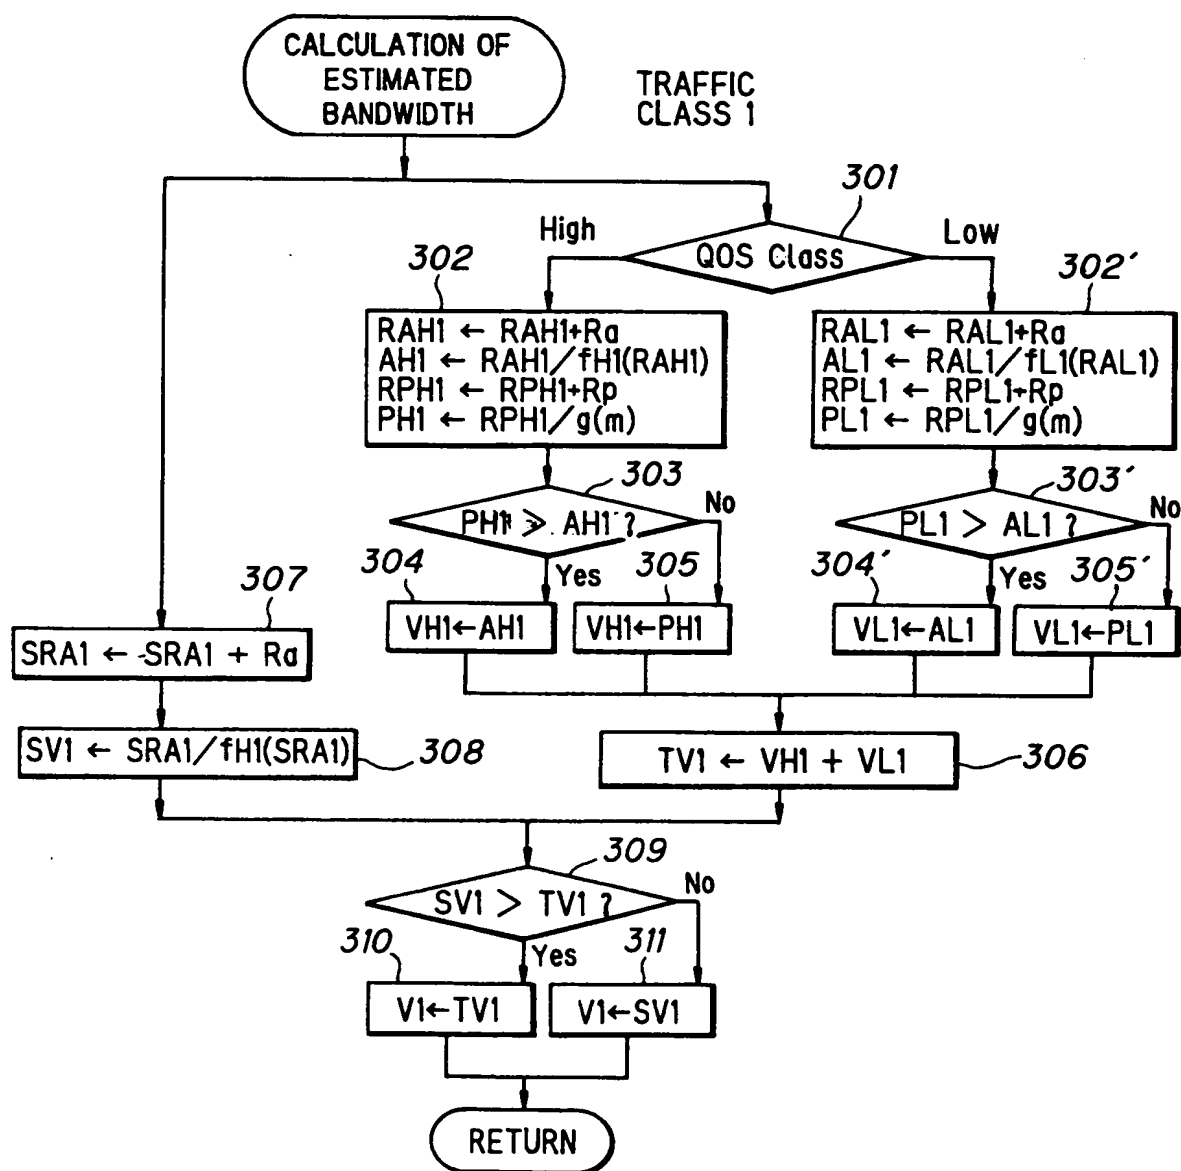 CALCULATION OF
ESTIMATED
BANDWIDTH
TRAFFIC
CLASS 1
301
High
QOS Class
Low
302
302′
RAH1 ← RAH1+Ra
AH1 ← RAH1/fH1(RAH1)
RPH1 ← RPH1+Rp
PH1 ← RPH1/g(m)
RAL1 ← RAL1+Ra
AL1 ← RAL1/fL1(RAL1)
RPL1 ← RPL1+Rp
PL1 ← RPL1/g(m)
303
PH1 > AH1 ?
No
Yes
303′
PL1 > AL1 ?
No
Yes
304
VH1←AH1
305
VH1←PH1
304′
VL1←AL1
305′
VL1←PL1
307
SRA1 ← SRA1 + Ra
SV1 ← SRA1/fH1(SRA1)
308
TV1 ← VH1 + VL1
306
309
SV1 > TV1 ?
No
Yes
310
V1←TV1
311
V1←SV1
RETURN